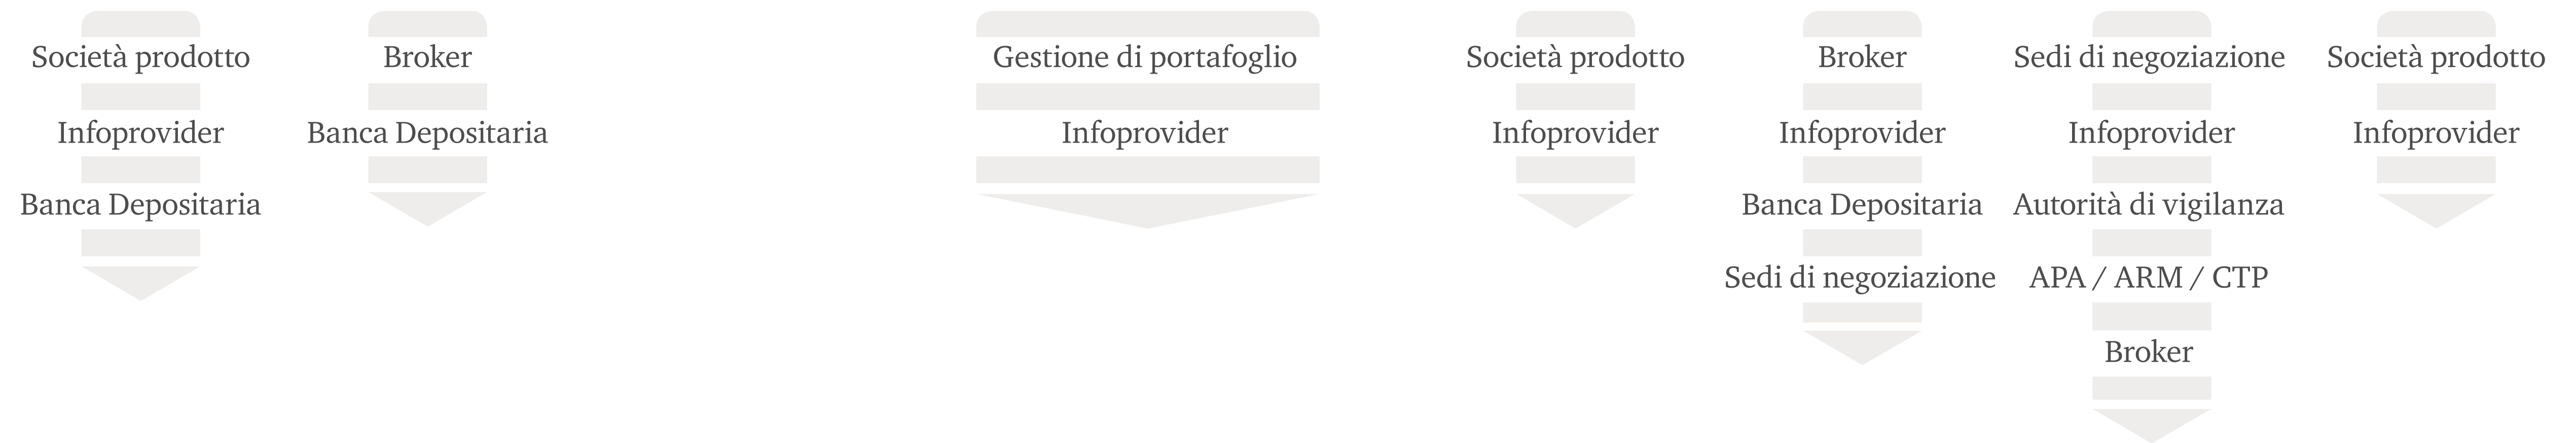 Società prodotto
Infoprovider
Banca Depositaria
Broker
Banca Depositaria
Gestione di portafoglio
Infoprovider
Società prodotto
Infoprovider
Broker
Infoprovider
Banca Depositaria
Sedi di negoziazione
Sedi di negoziazione
Infoprovider
Autorità di vigilanza
APA / ARM / CTP
Broker
Società prodotto
Infoprovider